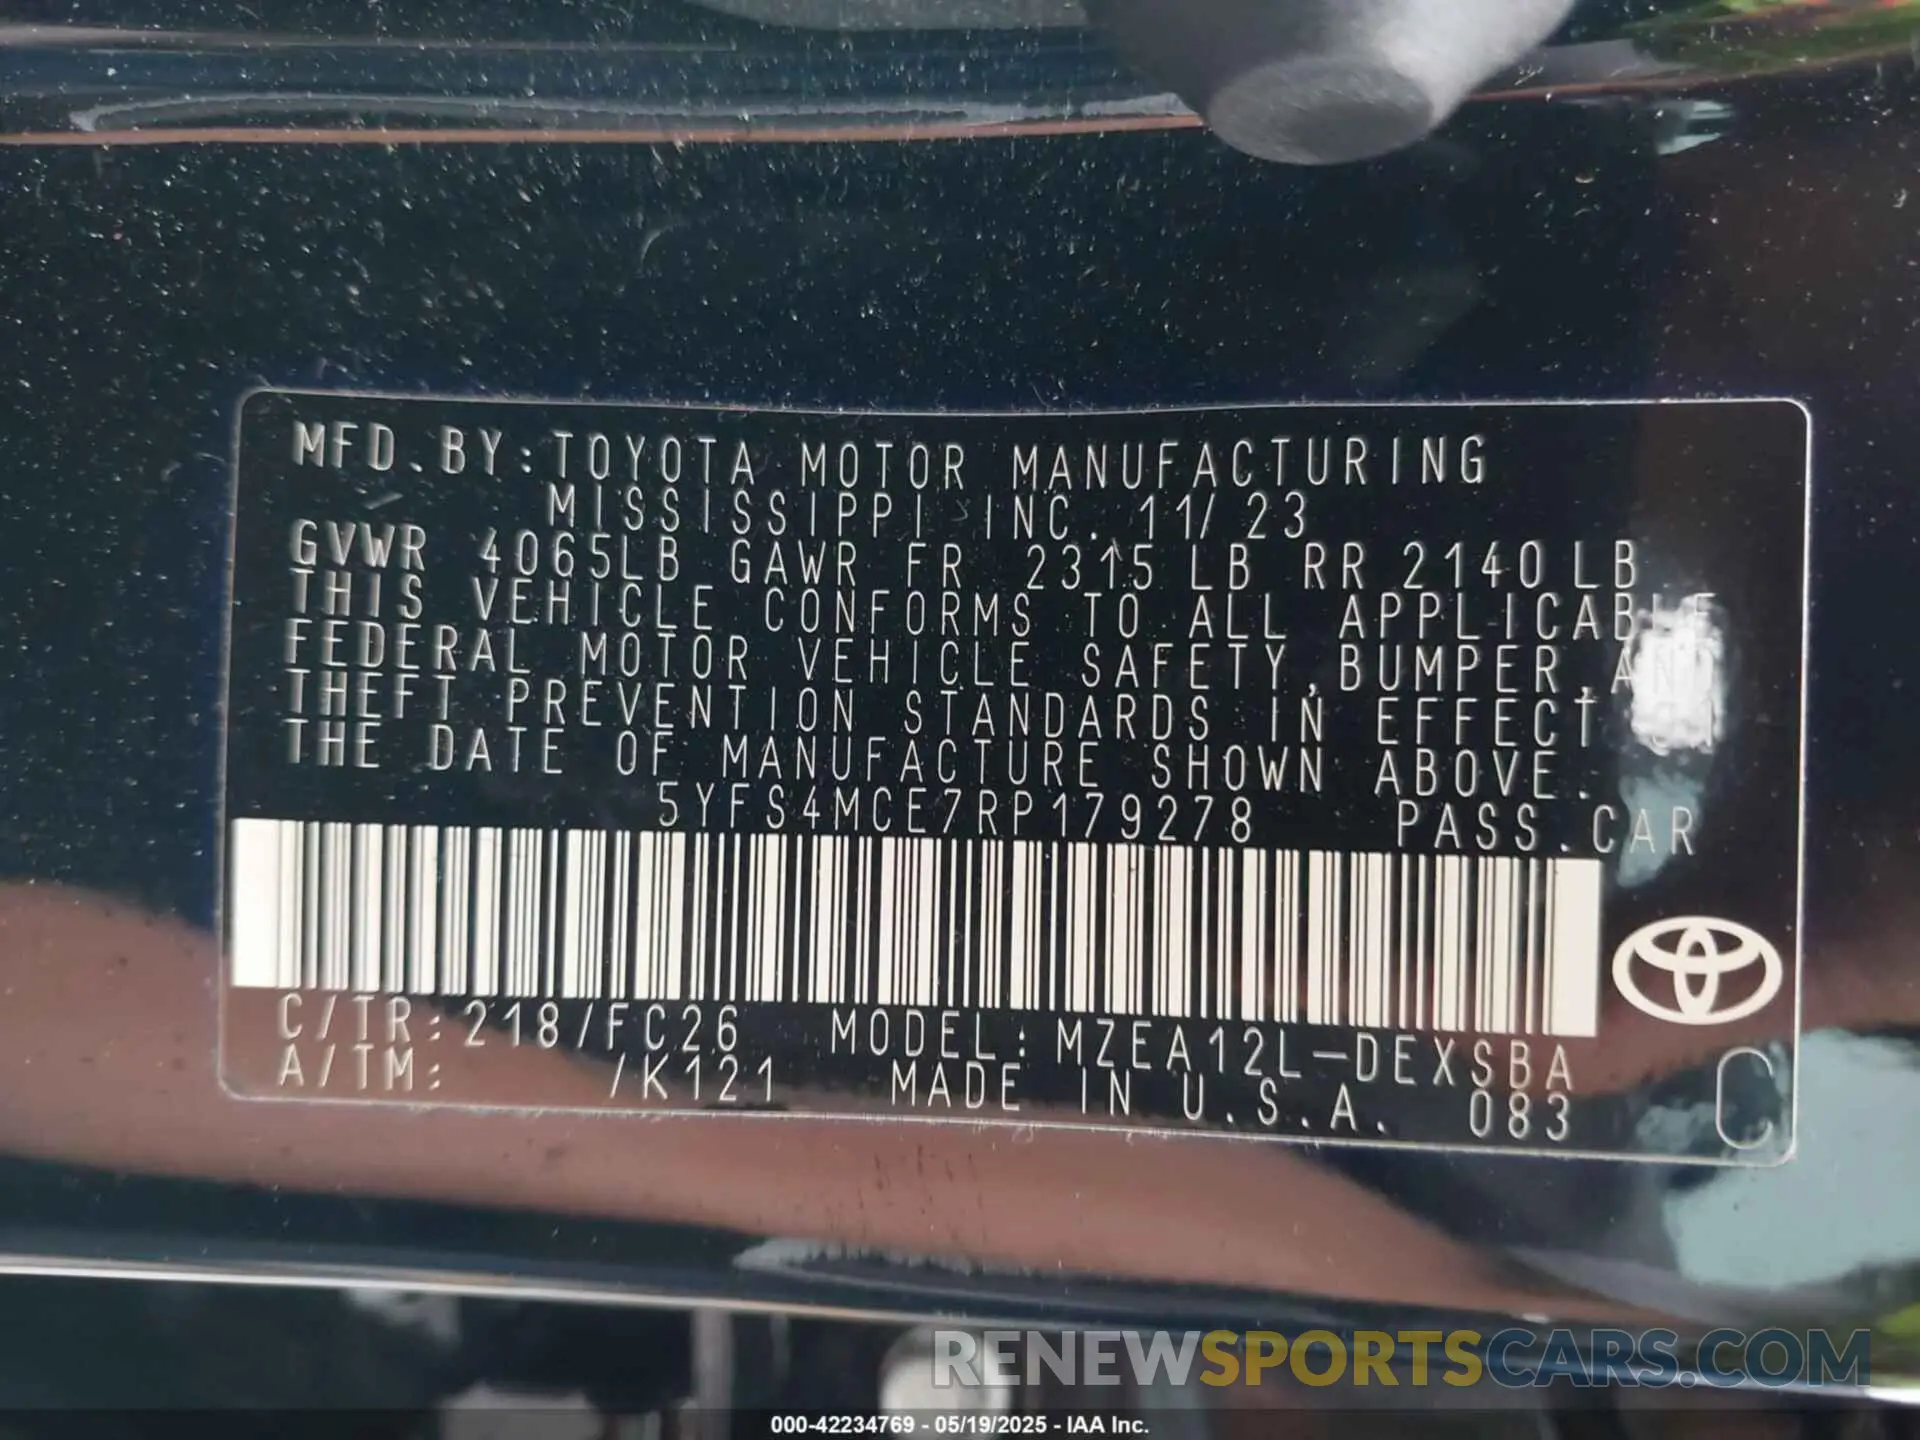 MFD.BY:TOYOTA MOTOR MANUFACTURING
MISSISSIPPI INC. 11/23
GVWR 4065LB GAWR FR 2315LB RR 2140LB
THIS VEHICLE CONFORMS TO ALL APPLICABLE
FEDERAL MOTOR VEHICLE SAFETY,BUMPER,AND
THEFT PREVENTION STANDARDS IN EFFECT ON
THE DATE OF MANUFACTURE SHOWN ABOVE.
5YFS4MCE7RP179278 PASS.CAR
C/TR:218/FC26 MODEL:MZEA12L-DEXSBA
A/TM: /K121 MADE IN U.S.A. 083
C
RENEWSPORTSCARS.COM
000-42234769 - 05/19/2025 - IAA Inc.